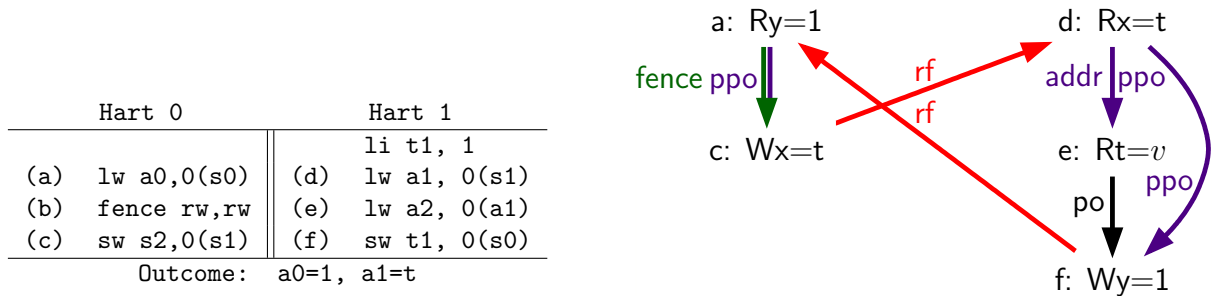 Hart 0 Hart 1
li t1, 1
(a) lw a0,0(s0) (d) lw a1, 0(s1)
(b) fence rw,rw (e) lw a2, 0(a1)
(c) sw s2,0(s1) (f) sw t1, 0(s0)
Outcome: a0=1, a1=t
a: Ry=1 d: Rx=t
fence ppo rf addr ppo
rf
c: Wx=t e: Rt=v
ppo
po
f: Wy=1